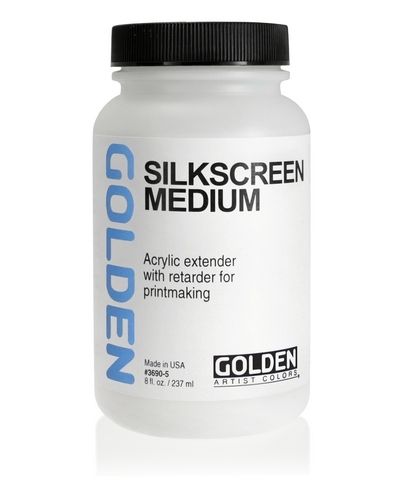 GOLDEN
SILKSCREEN
MEDIUM
Acrylic extender
with retarder for
printmaking
Made in USA
#3690-5
8 fl. oz. / 237 ml
GOLDEN
ARTIST COLORS®